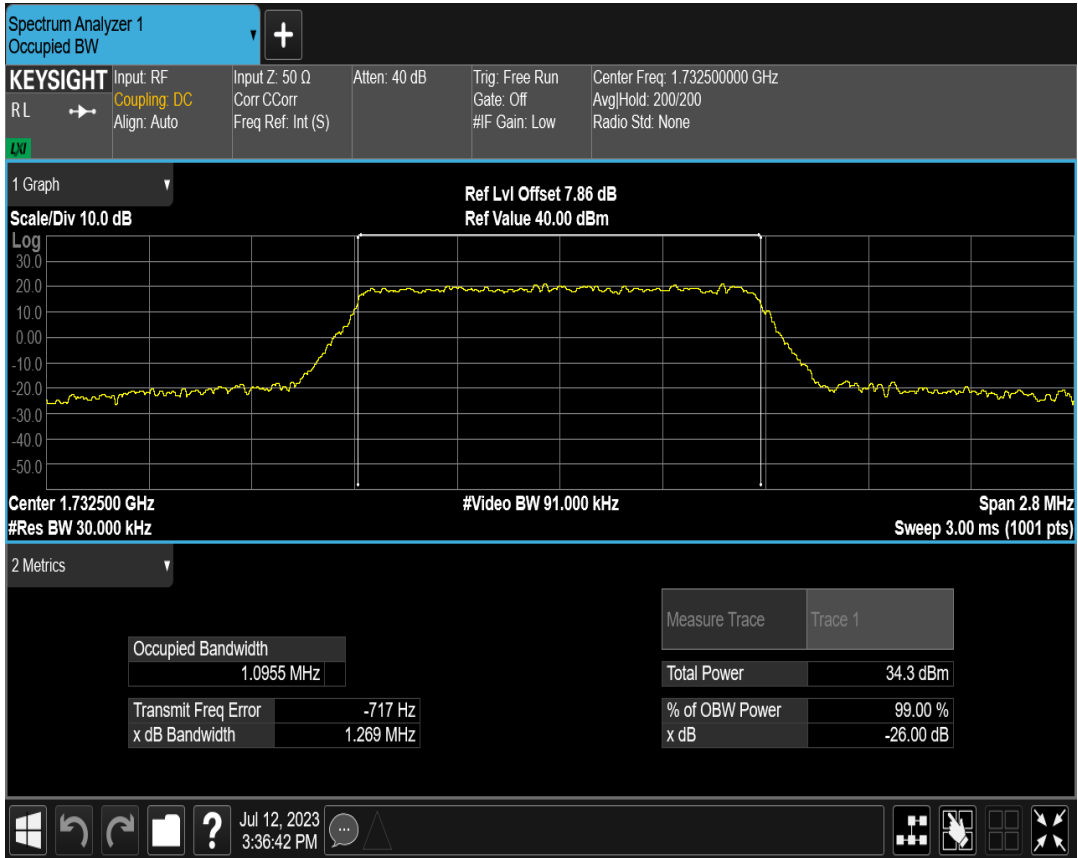 Spectrum Analyzer 1
Occupied BW
+
KEYSIGHT
R L
LXI
Input: RF
Coupling: DC
Align: Auto
Input Z: 50 Ω
Corr CCorr
Freq Ref: Int (S)
Atten: 40 dB
Trig: Free Run
Gate: Off
#IF Gain: Low
Center Freq: 1.732500000 GHz
Avg|Hold: 200/200
Radio Std: None
1 Graph
Scale/Div 10.0 dB
Ref Lvl Offset 7.86 dB
Ref Value 40.00 dBm
Log
30.0
20.0
10.0
0.00
-10.0
-20.0
-30.0
-40.0
-50.0
Center 1.732500 GHz
#Video BW 91.000 kHz
Span 2.8 MHz
#Res BW 30.000 kHz
Sweep 3.00 ms (1001 pts)
2 Metrics
Measure Trace Trace 1
Occupied Bandwidth
1.0955 MHz
Total Power 34.3 dBm
Transmit Freq Error -717 Hz
% of OBW Power 99.00 %
x dB Bandwidth 1.269 MHz
x dB -26.00 dB
?
Jul 12, 2023
3:36:42 PM